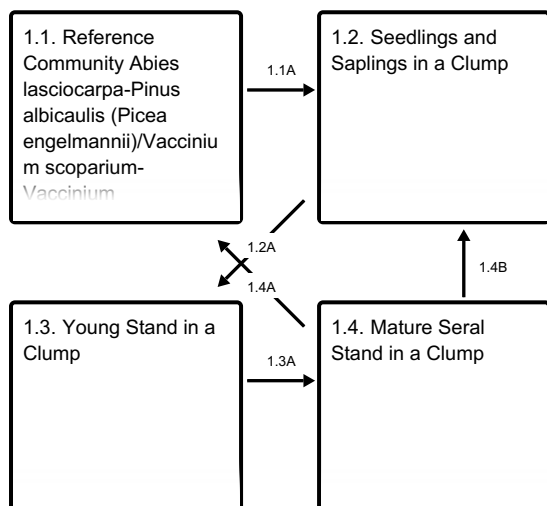 1.1. Reference
Community Abies
lasciocarpa-Pinus
albicaulis (Picea
engelmannii)/Vacciniu
m scoparium-
Vaccinium
1.1A
1.2. Seedlings and
Saplings in a Clump
1.2A
1.4A
1.4B
1.3. Young Stand in a
Clump
1.3A
1.4. Mature Seral
Stand in a Clump